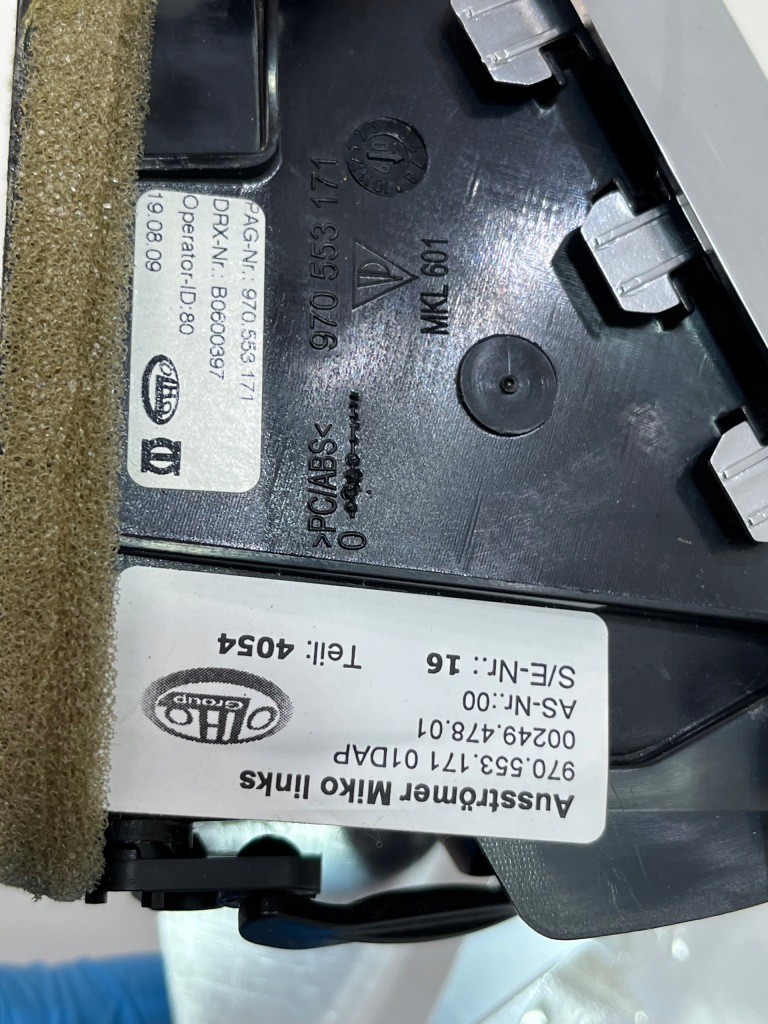 PAG-Nr.: 970.553.171
DRX-Nr.: B0600397
Operator-ID:80
19.08.09
970 553 171
MKL 601
>PC/ABS<
0
Ausströmer Miko links
970.553.171 01DAP
00249.478.01
AS-Nr.:00
S/E-Nr.: 16 Teil: 4054
Group